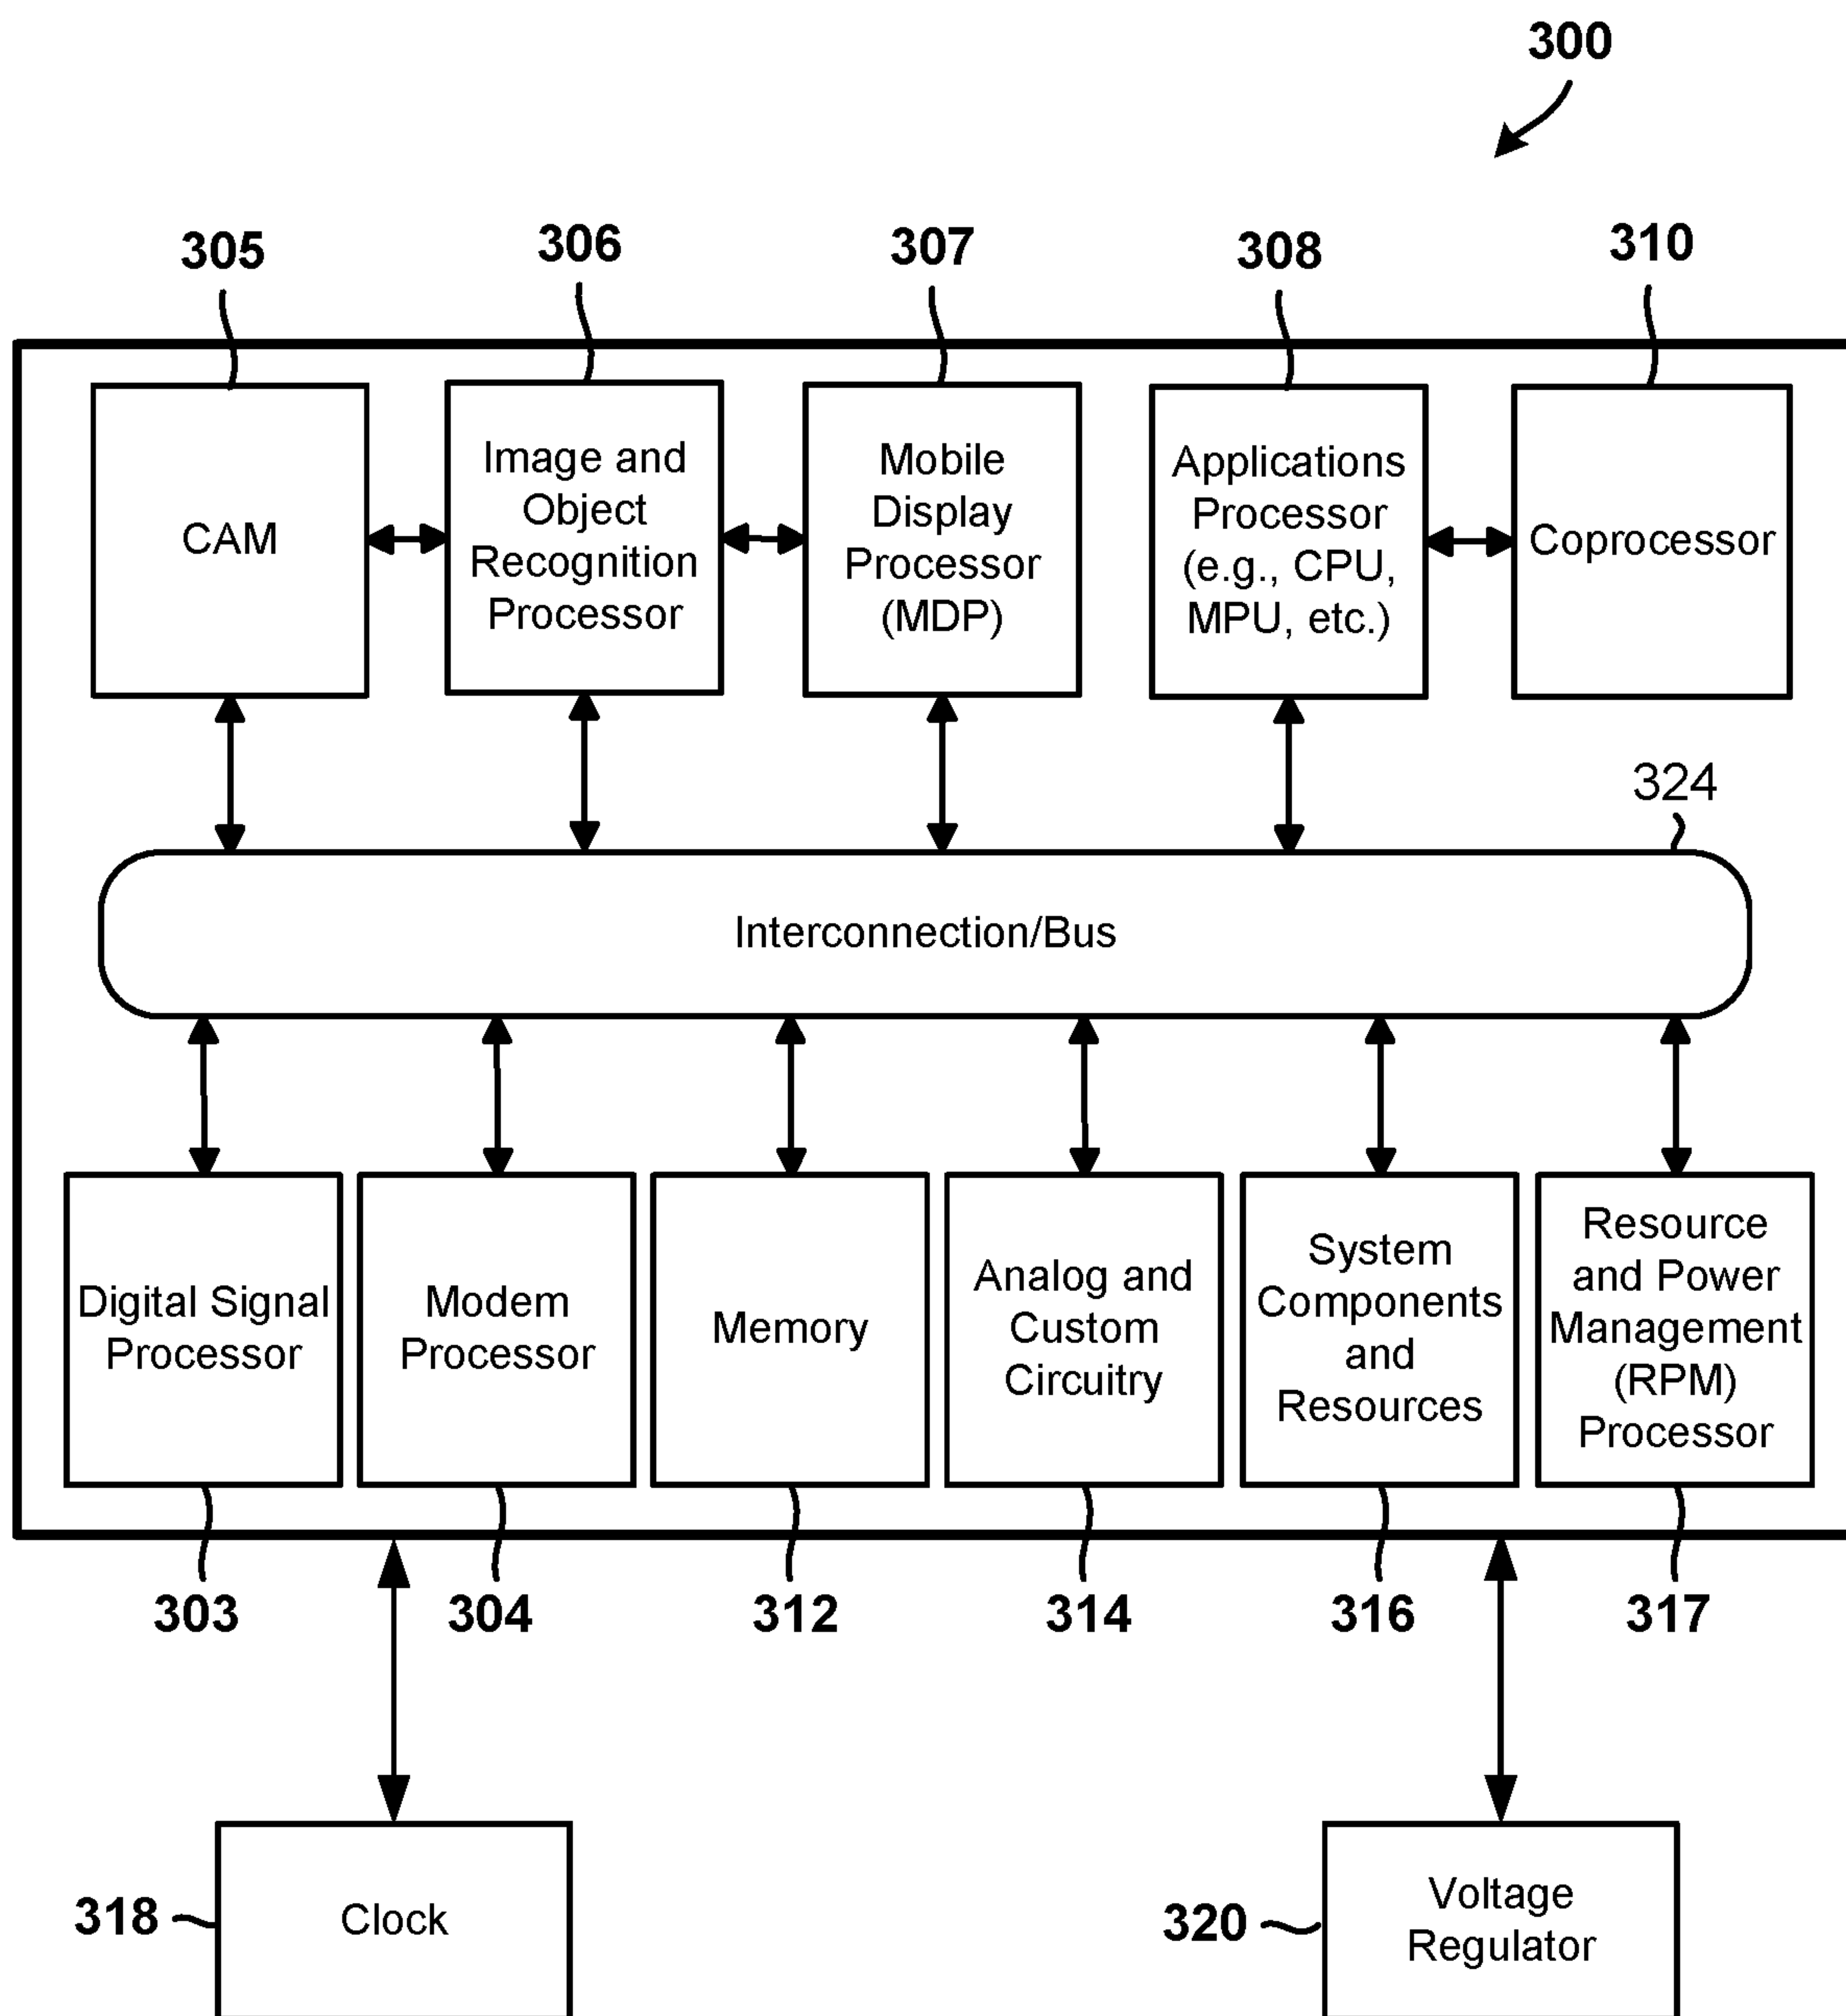 300
305
306
307
308
310
CAM
Image and
Object
Recognition
Processor
Mobile
Display
Processor
(MDP)
Applications
Processor
(e.g., CPU,
MPU, etc.)
Coprocessor
324
Interconnection/Bus
Digital Signal
Processor
Modem
Processor
Memory
Analog and
Custom
Circuitry
System
Components
and
Resources
Resource
and Power
Management
(RPM)
Processor
303
304
312
314
316
317
318
Clock
320
Voltage
Regulator